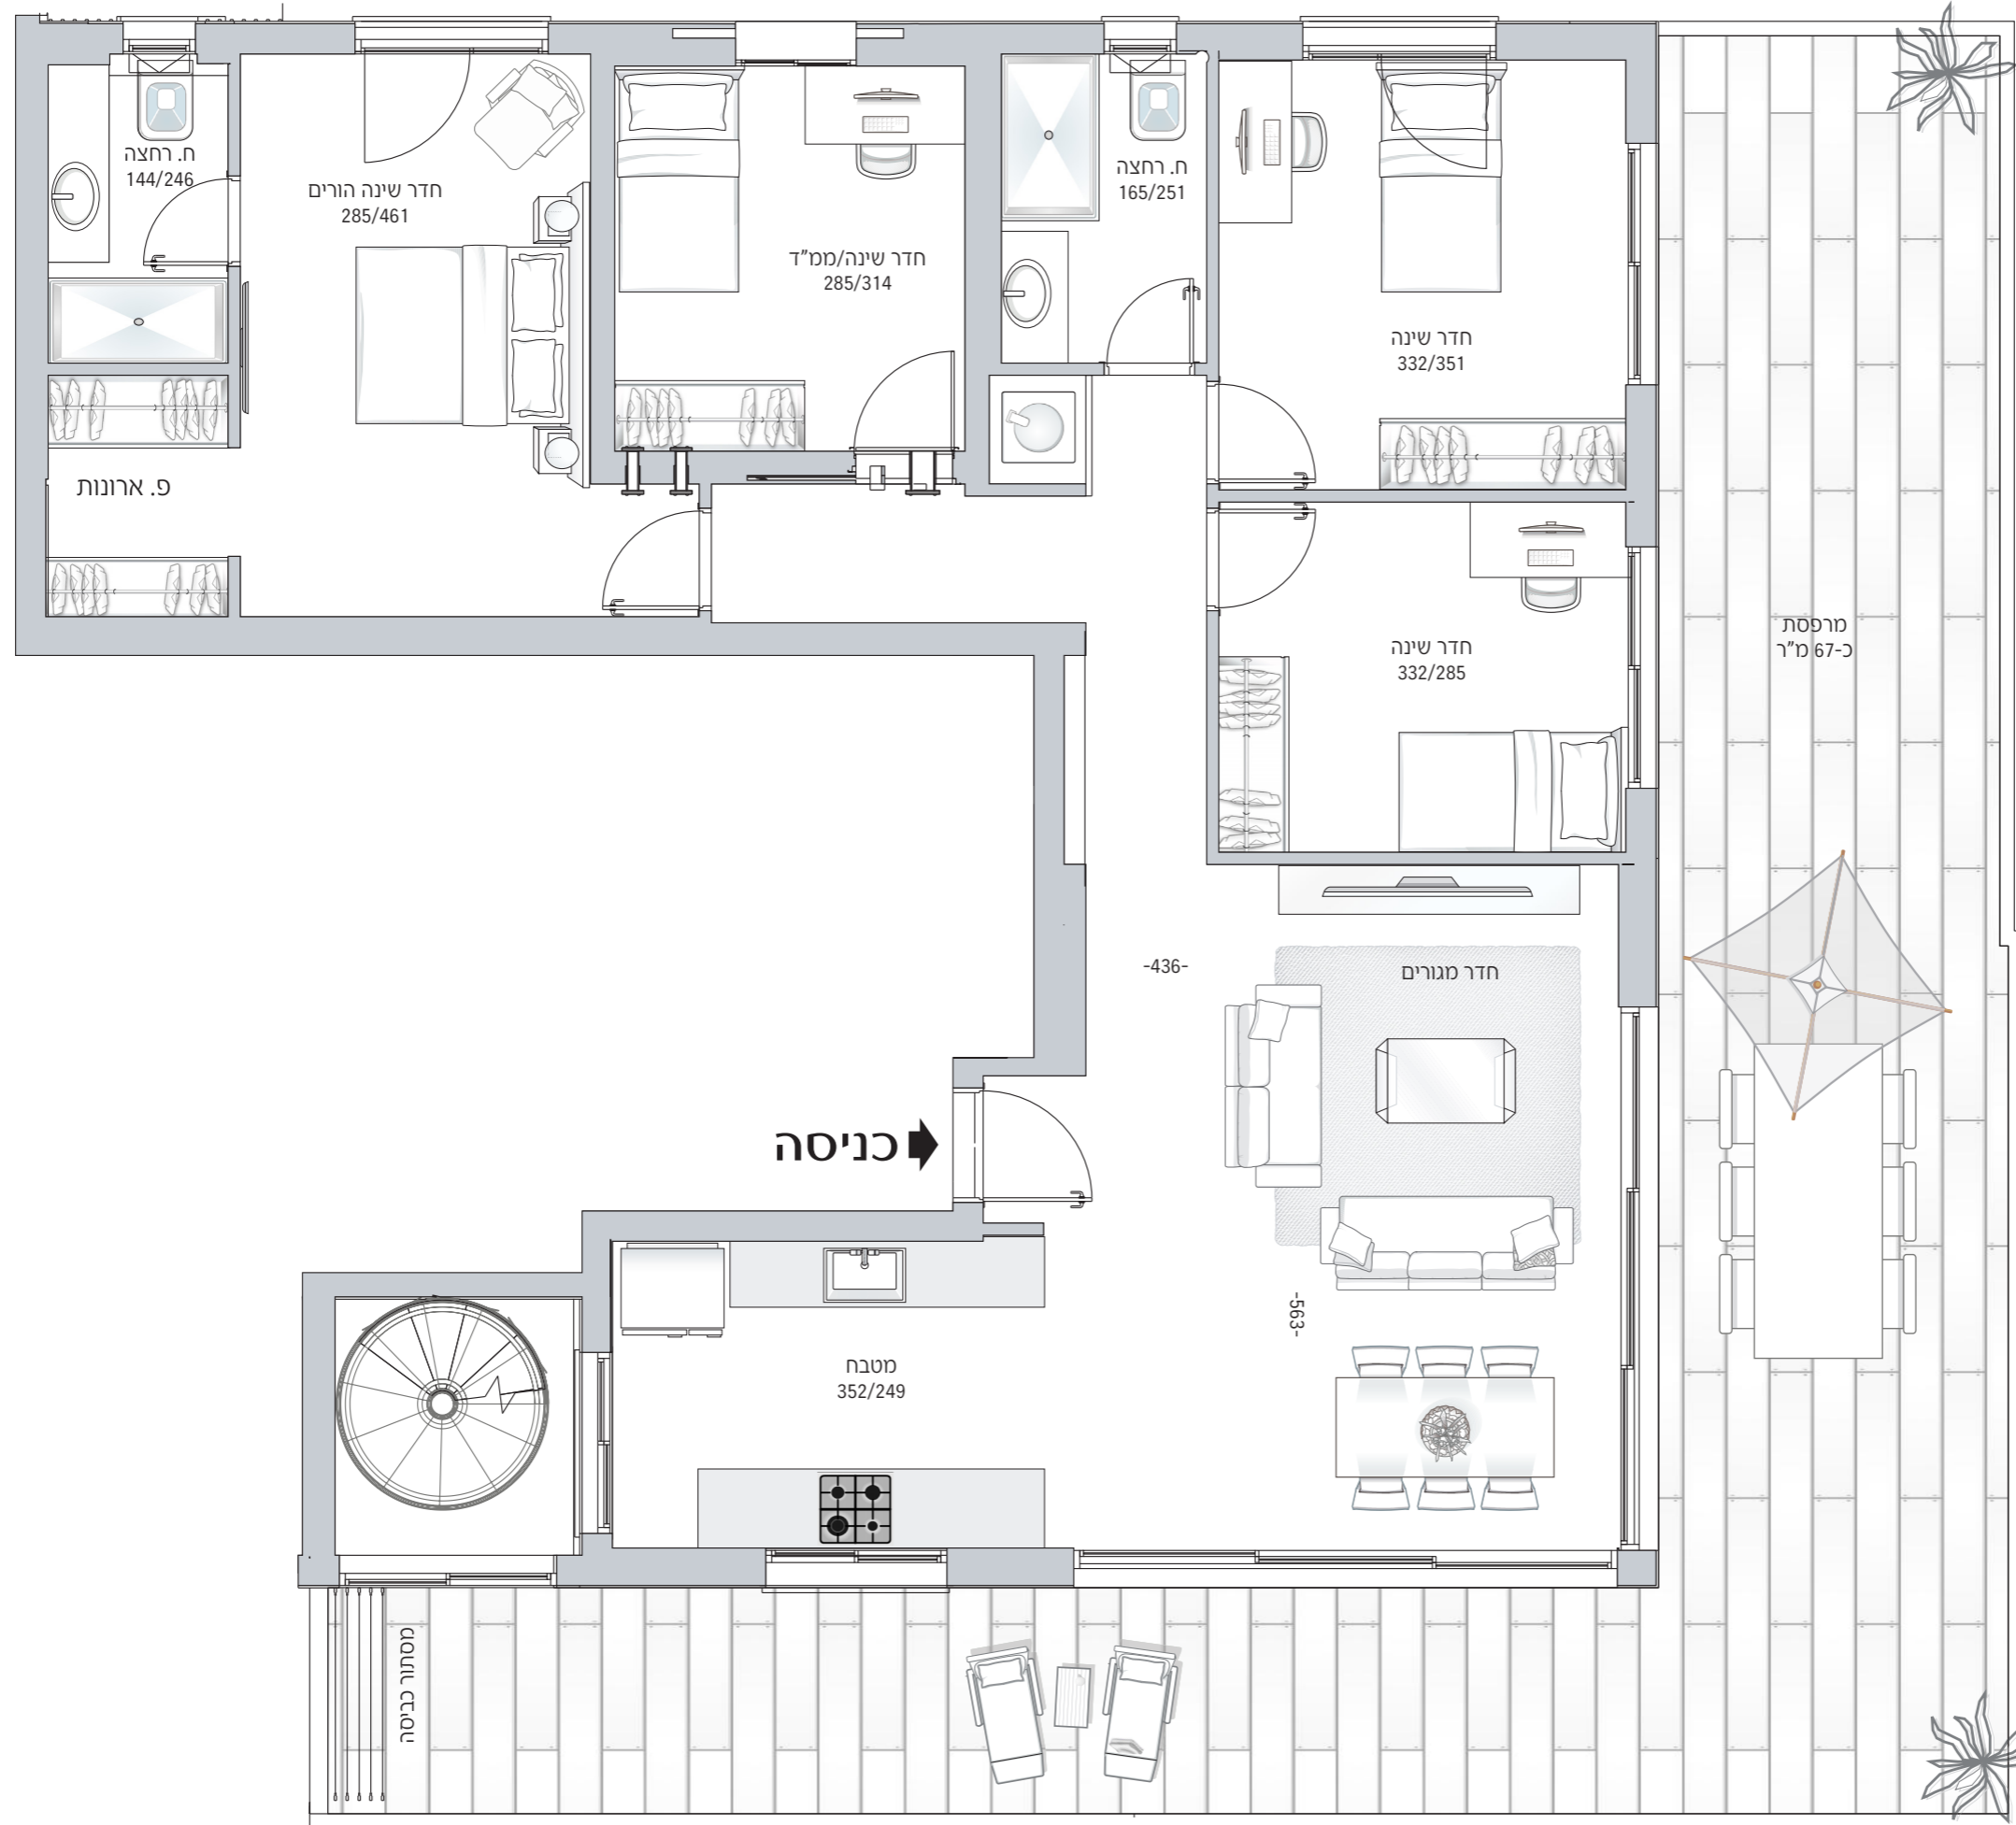 ח. רחצה
144/246
חדר שינה הורים
285/461
חדר שינה/ממ"ד
285/314
ח. רחצה
165/251
חדר שינה
332/351
פ. ארונות
חדר שינה
332/285
מרפסת
כ-67 מ"ר
-436-
חדר מגורים
כניסה
-563-
מטבח
352/249
מסתור כביסה